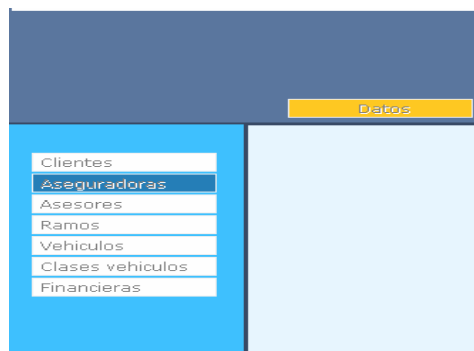 Datos
Clientes
Aseguradoras
Asesores
Ramos
Vehiculos
Clases vehiculos
Financieras